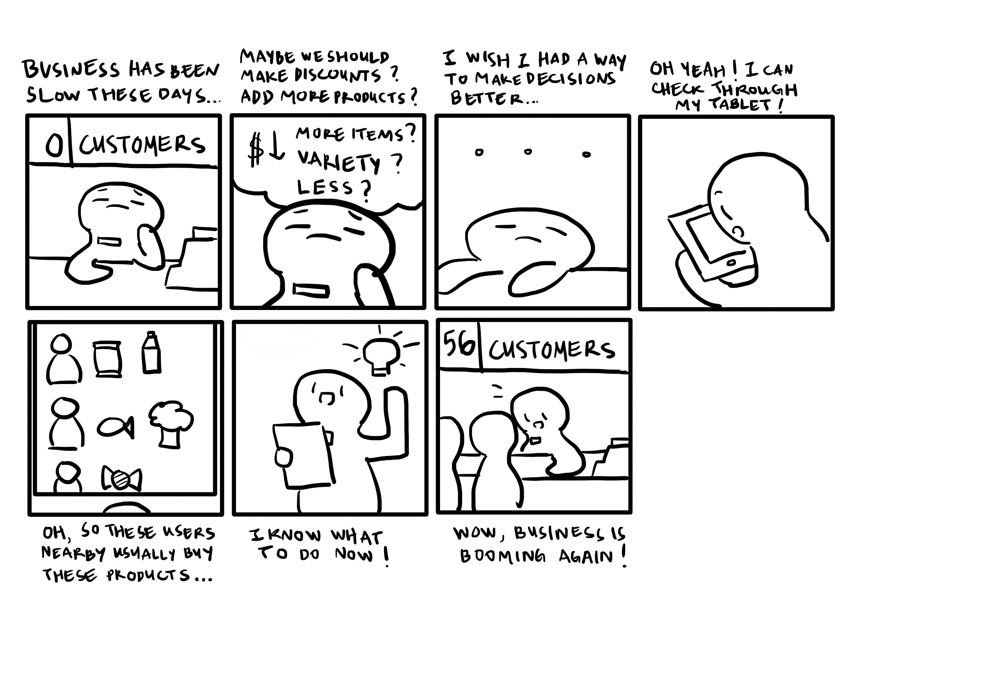 BUSINESS HAS BEEN
SLOW THESE DAYS...
0 CUSTOMERS
MAYBE WE SHOULD
MAKE DISCOUNTS?
ADD MORE PRODUCTS?
$↓ MORE ITEMS?
VARIETY?
LESS?
I WISH I HAD A WAY
TO MAKE DECISIONS
BETTER...
OH YEAH! I CAN
CHECK THROUGH
MY TABLET!
OH, SO THESE USERS
NEARBY USUALLY BUY
THESE PRODUCTS...
I KNOW WHAT
TO DO NOW!
56 CUSTOMERS
WOW, BUSINESS IS
BOOMING AGAIN!